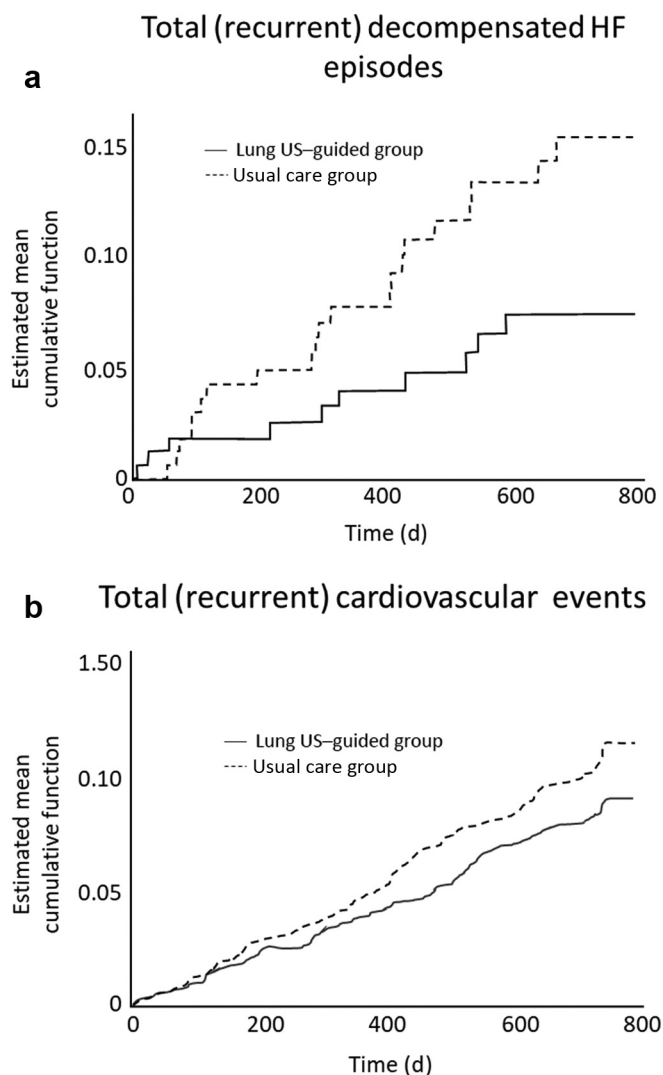 Total (recurrent) decompensated HF
episodes
a
0.15
0.10
0.05
0
Estimated mean
cumulative function
Lung US–guided group
Usual care group
0 200 400 600 800
Time (d)
b
Total (recurrent) cardiovascular events
1.50
0.10
0.05
0
Estimated mean
cumulative function
Lung US–guided group
Usual care group
0 200 400 600 800
Time (d)